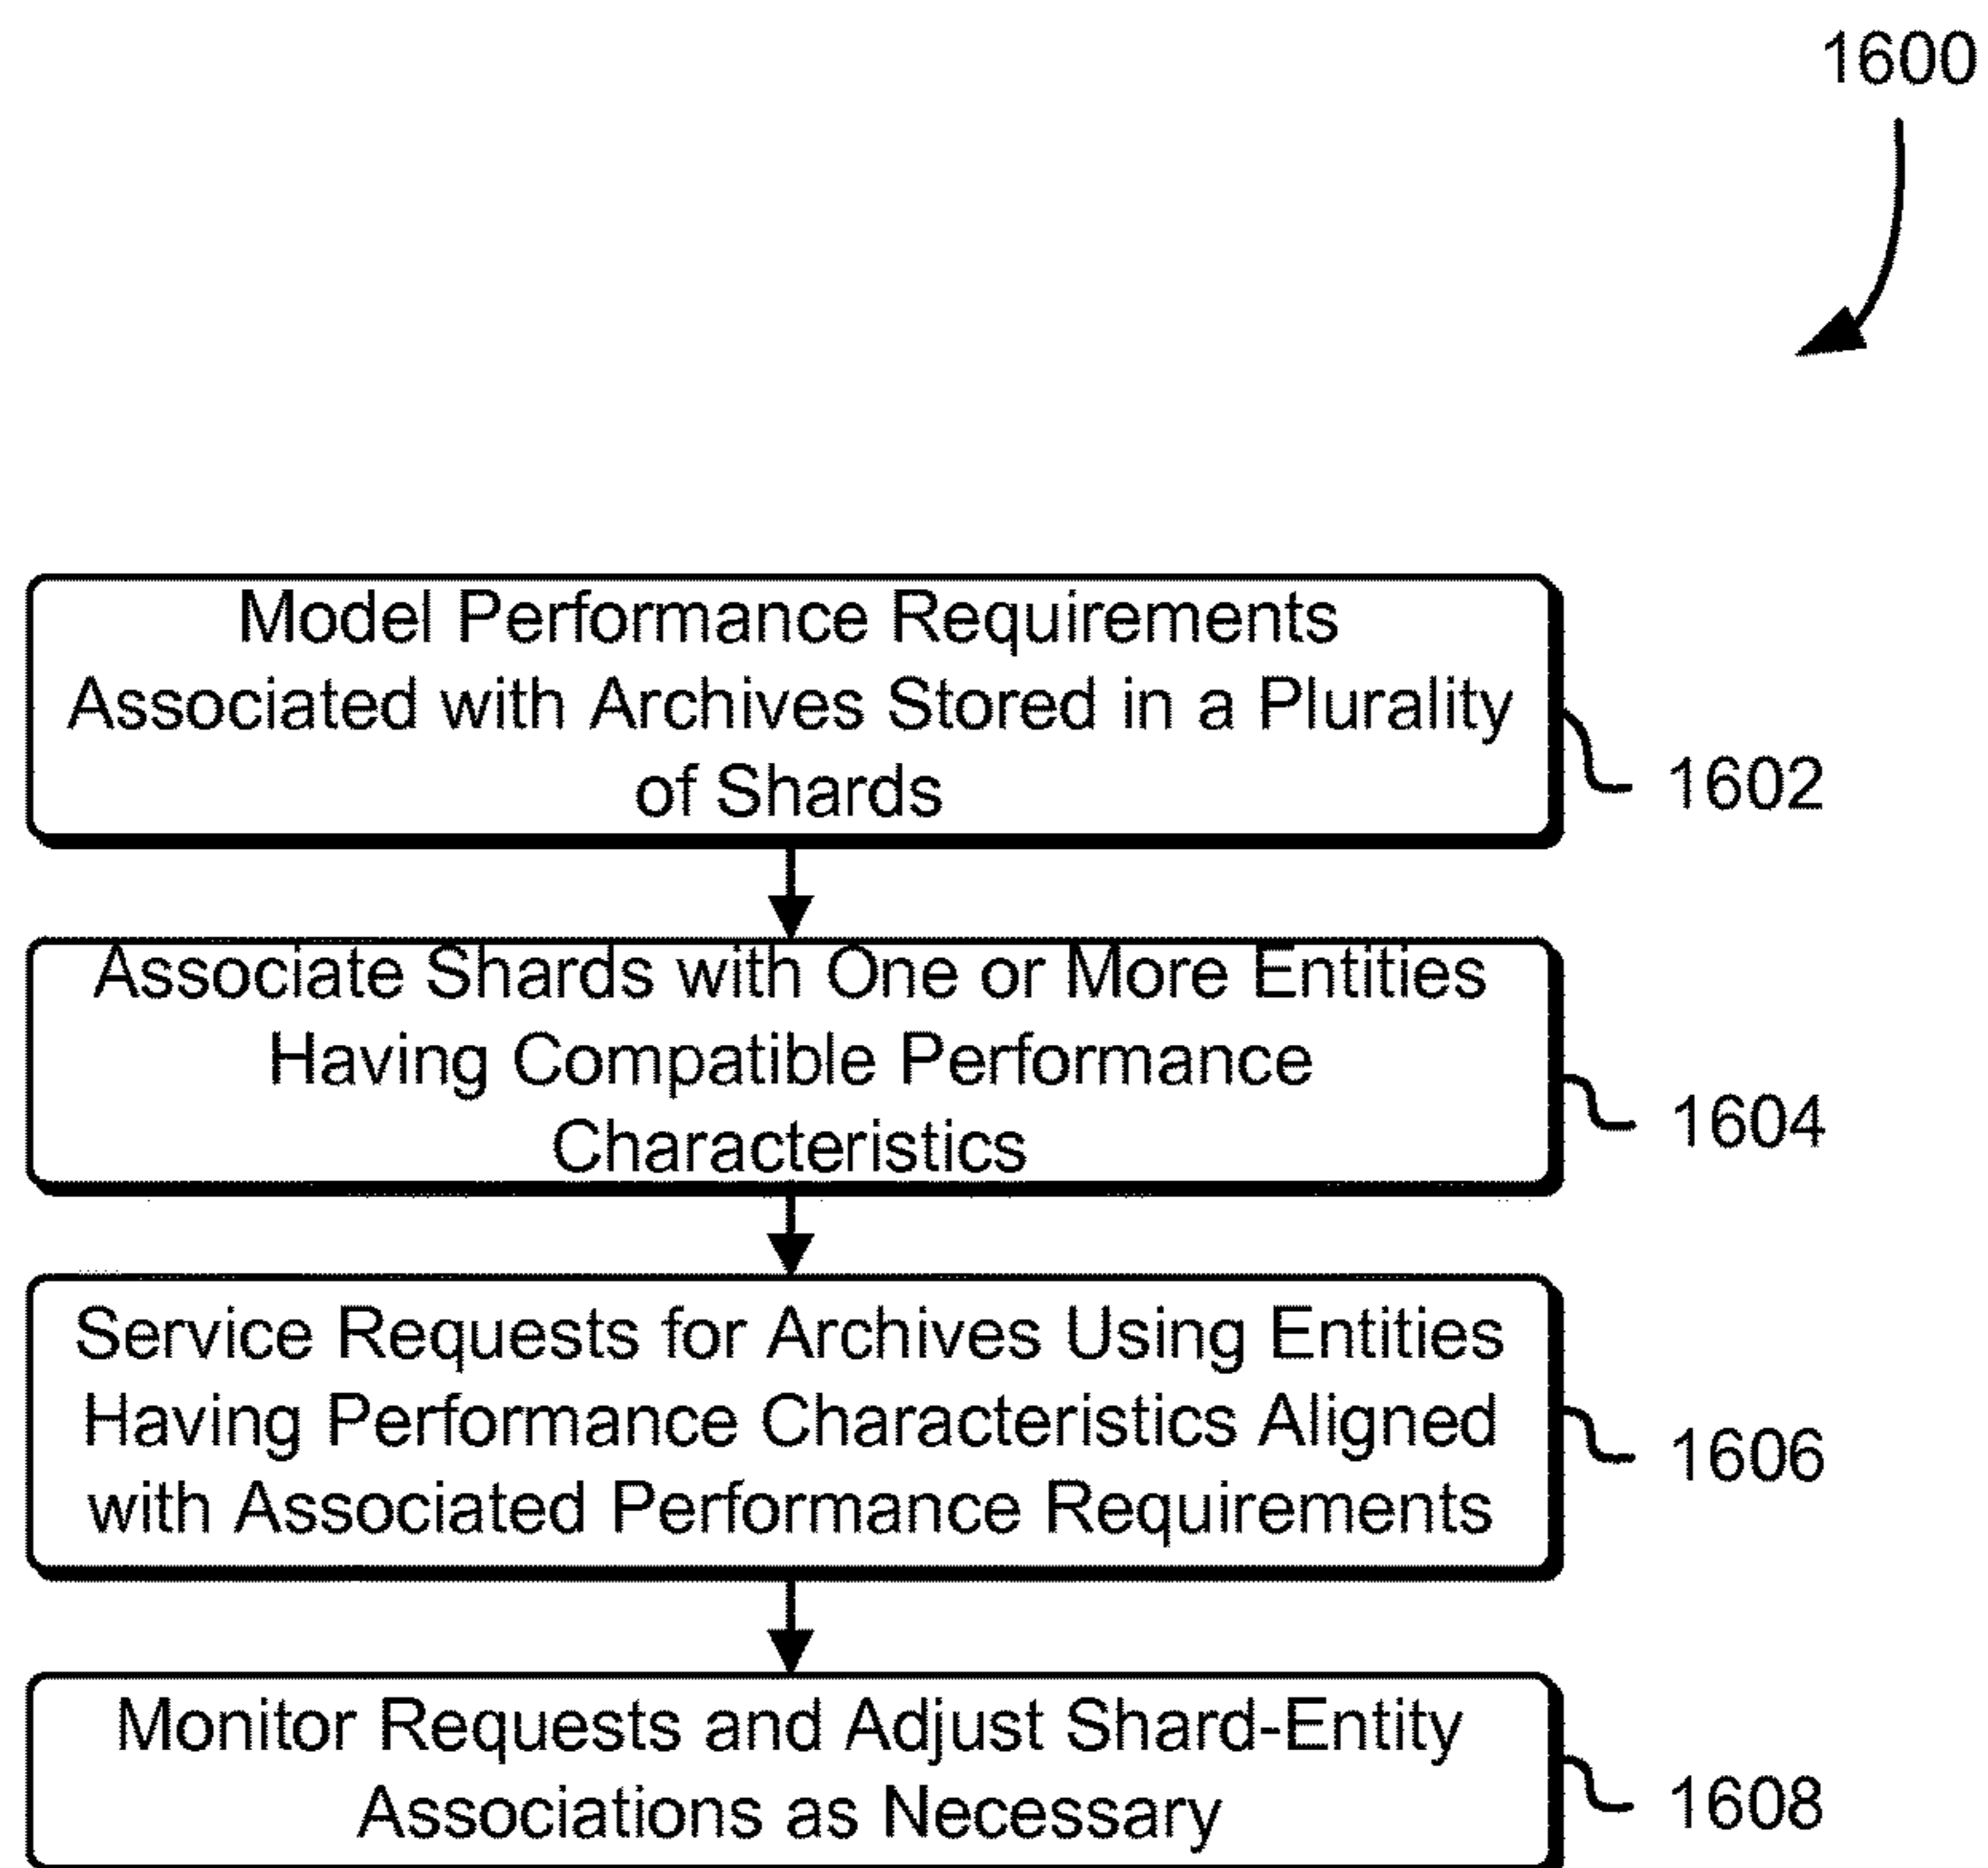 1600
Model Performance Requirements
Associated with Archives Stored in a Plurality
of Shards
1602
Associate Shards with One or More Entities
Having Compatible Performance
Characteristics
1604
Service Requests for Archives Using Entities
Having Performance Characteristics Aligned
with Associated Performance Requirements
1606
Monitor Requests and Adjust Shard-Entity
Associations as Necessary
1608